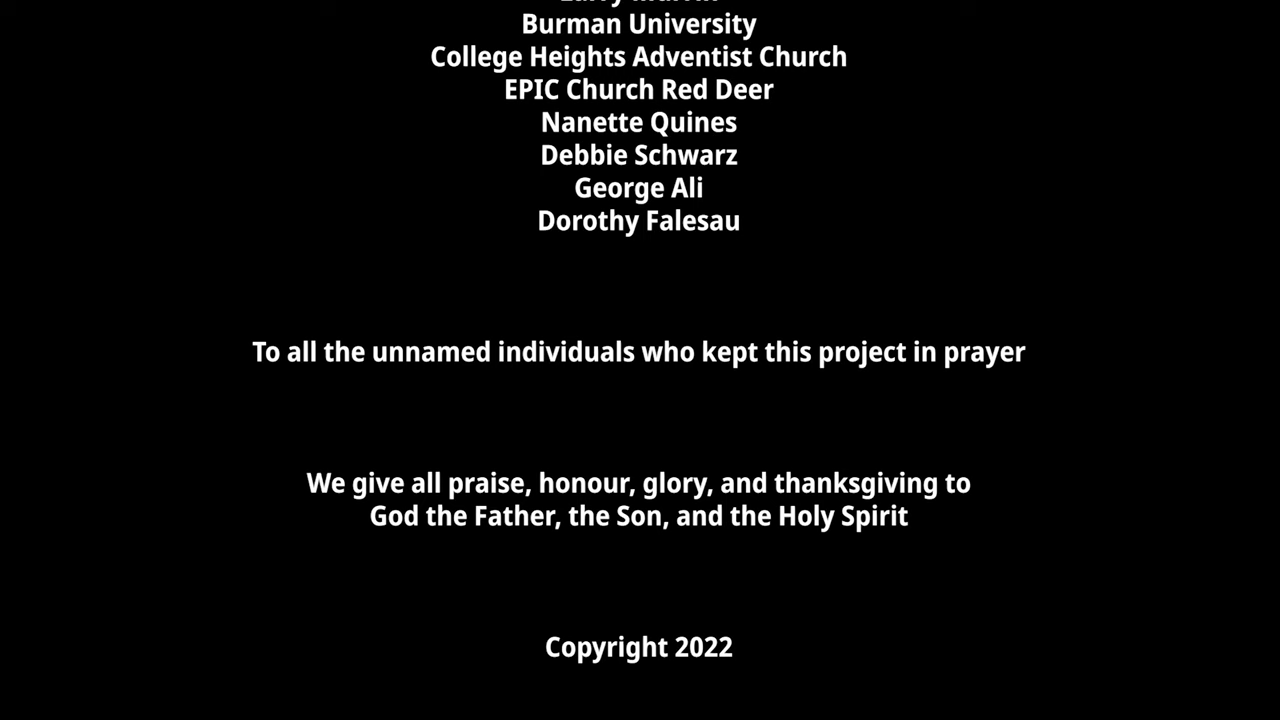 Burman University
College Heights Adventist Church
EPIC Church Red Deer
Nanette Quines
Debbie Schwarz
George Ali
Dorothy Falesau
To all the unnamed individuals who kept this project in prayer
We give all praise, honour, glory, and thanksgiving to
God the Father, the Son, and the Holy Spirit
Copyright 2022